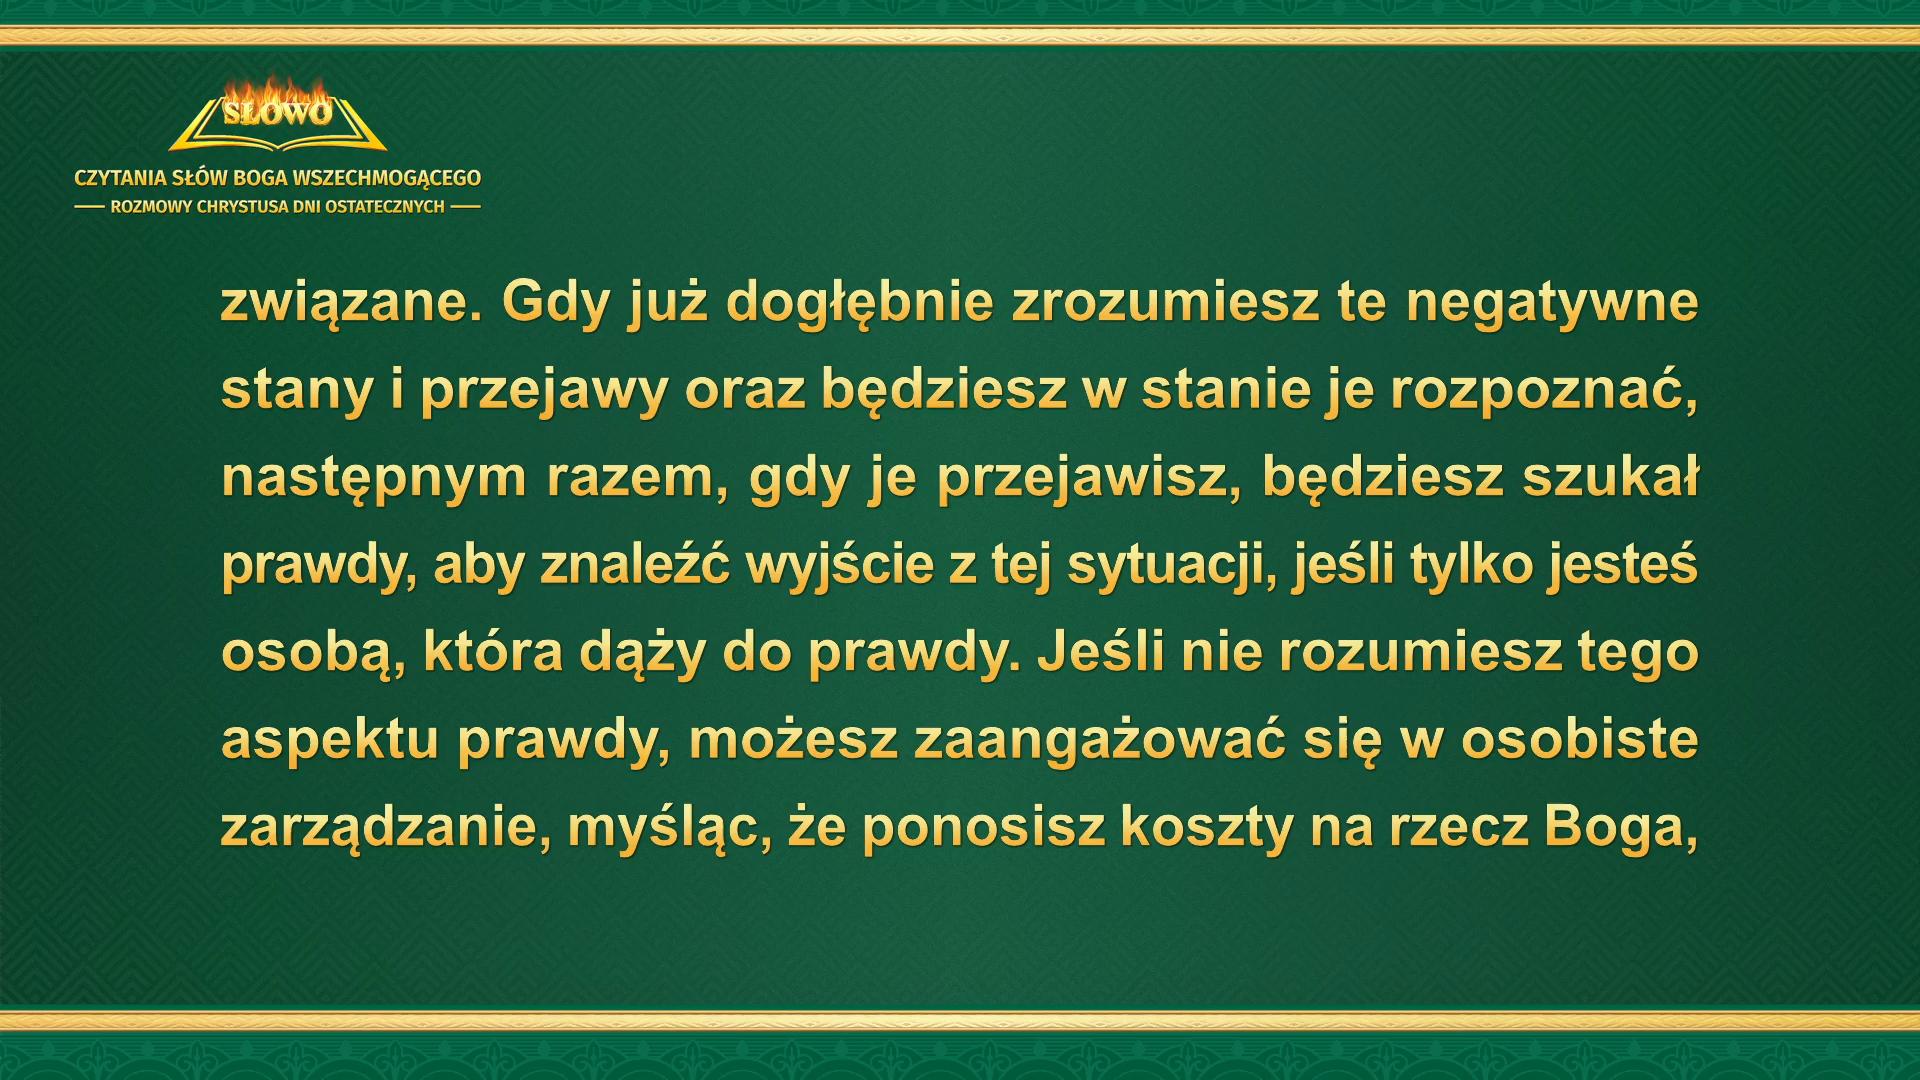 SŁOWO
CZYTANIA SŁÓW BOGA WSZECHMOGĄCEGO
ROZMOWY CHRYSTUSA DNI OSTATECZNYCH
związane. Gdy już dogłębnie zrozumiesz te negatywne
stany i przejawy oraz będziesz w stanie je rozpoznać,
następnym razem, gdy je przejawisz, będziesz szukał
prawdy, aby znaleźć wyjście z tej sytuacji, jeśli tylko jesteś
osobą, która dąży do prawdy. Jeśli nie rozumiesz tego
aspektu prawdy, możesz zaangażować się w osobiste
zarządzanie, myśląc, że ponosisz koszty na rzecz Boga,